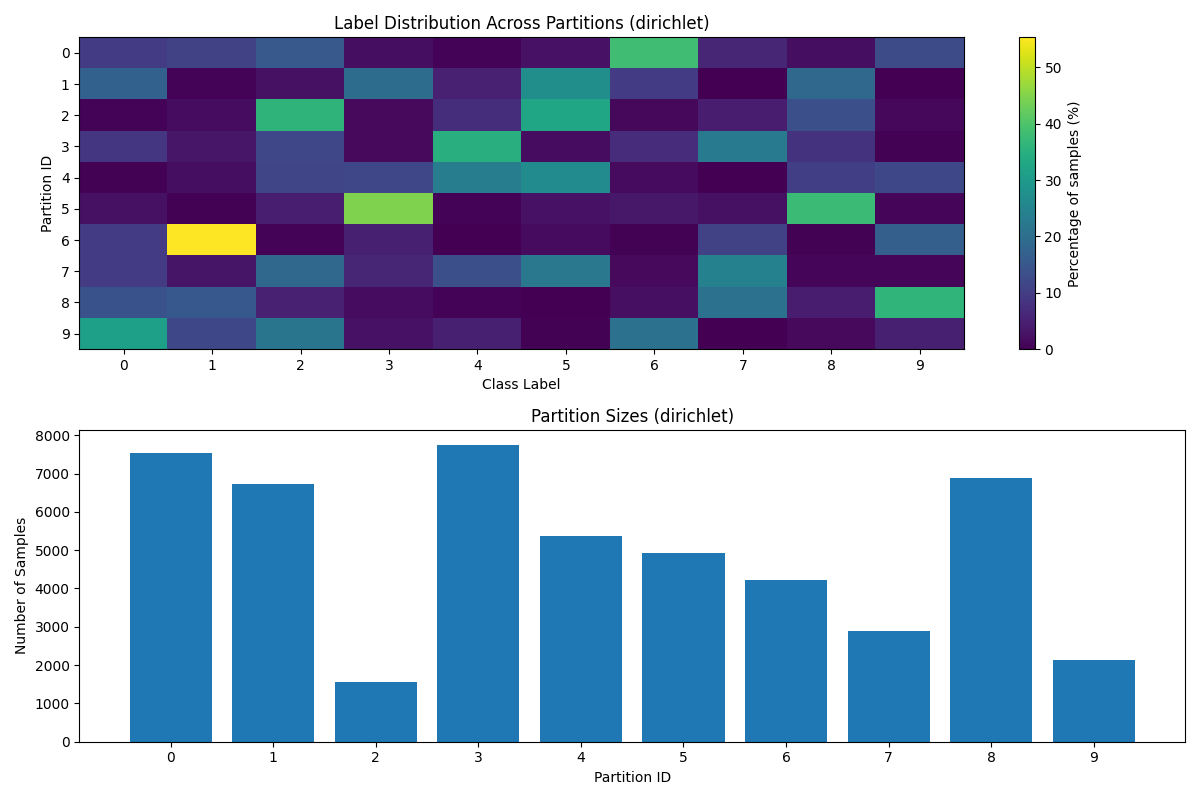 Label Distribution Across Partitions (dirichlet)
Partition ID
0
1
2
3
4
5
6
7
8
9
0 1 2 3 4 5 6 7 8 9
Class Label
50
40
30
20
10
0
Percentage of samples (%)
Partition Sizes (dirichlet)
Number of Samples
8000
7000
6000
5000
4000
3000
2000
1000
0
0 1 2 3 4 5 6 7 8 9
Partition ID